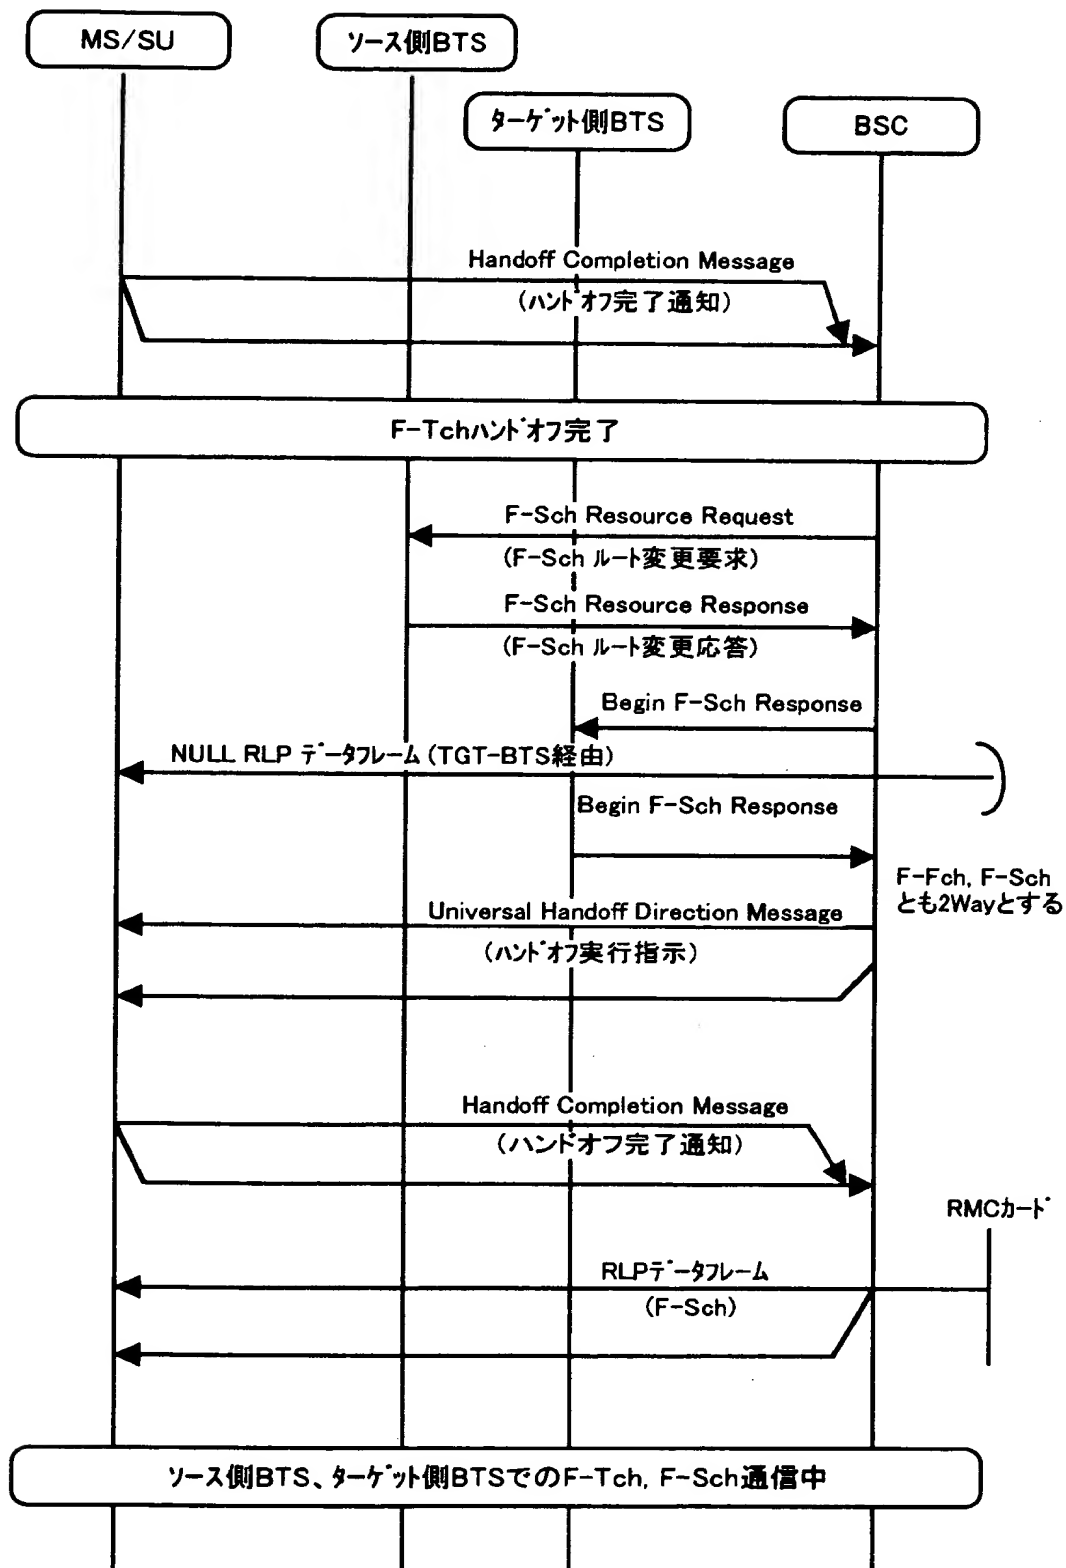 MS/SU
ソース側BTS
ターゲット側BTS
BSC
Handoff Completion Message
(ハンドオフ完了通知)
F-Tchハンドオフ完了
F-Sch Resource Request
(F-Sch ルート変更要求)
F-Sch Resource Response
(F-Sch ルート変更応答)
Begin F-Sch Response
NULL RLP データフレーム (TGT-BTS経由)
Begin F-Sch Response
F-Fch, F-Sch
とも2Wayとする
Universal Handoff Direction Message
(ハンドオフ実行指示)
Handoff Completion Message
(ハンドオフ完了通知)
RMCカード
RLPデータフレーム
(F-Sch)
ソース側BTS、ターゲット側BTSでのF-Tch, F-Sch通信中